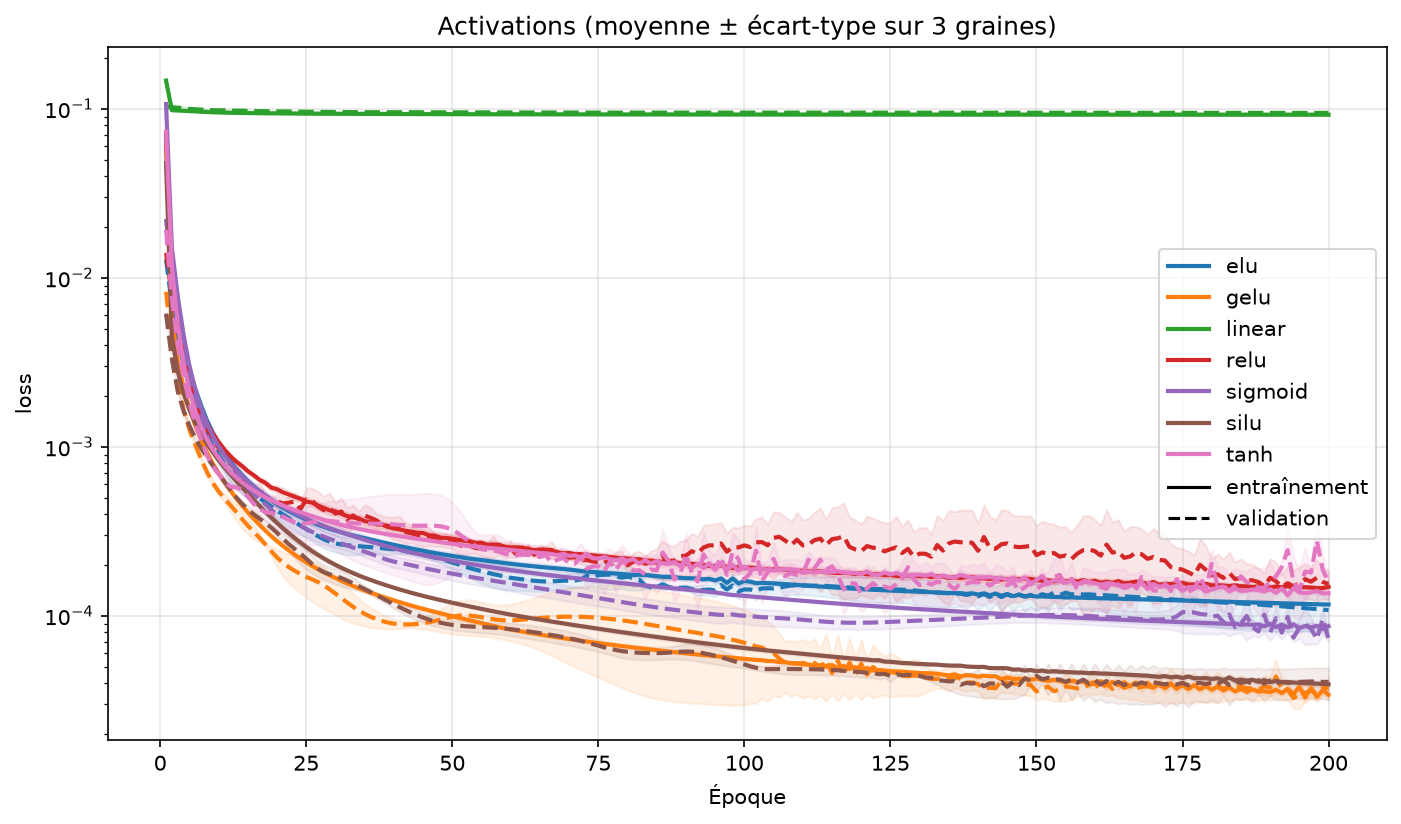 Activations (moyenne ± écart-type sur 3 graines)
loss
10⁻¹
10⁻²
10⁻³
10⁻⁴
elu
gelu
linear
relu
sigmoid
silu
tanh
entraînement
validation
0 25 50 75 100 125 150 175 200
Époque